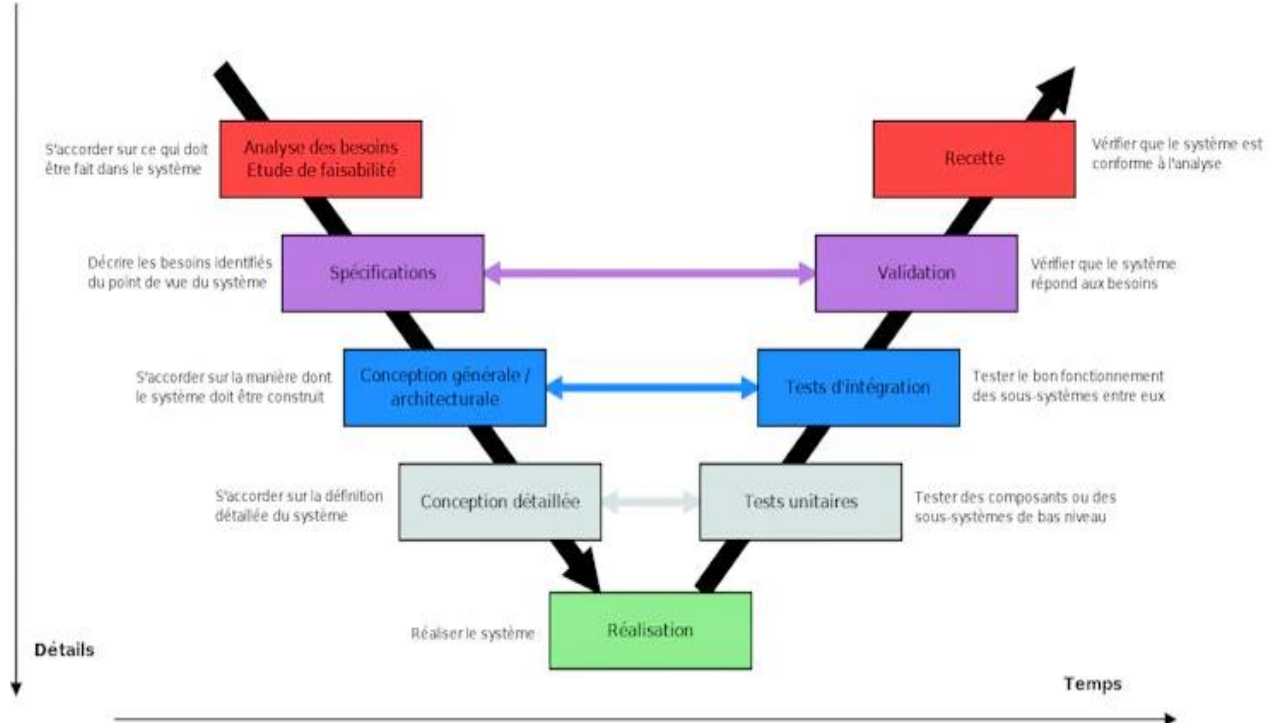 S'accorder sur ce qui doit
être fait dans le système
Analyse des besoins
Etude de faisabilité
Recette
Vérifier que le système est
conforme à l'analyse
Décrire les besoins identifiés
du point de vue du système
Spécifications
Validation
Vérifier que le système
répond aux besoins
S'accorder sur la manière dont
le système doit être construit
Conception générale /
architecturale
Tests d'intégration
Tester le bon fonctionnement
des sous-systèmes entre eux
S'accorder sur la définition
détaillée du système
Conception détaillée
Tests unitaires
Tester des composants ou des
sous-systèmes de bas niveau
Réaliser le système
Réalisation
Détails
Temps